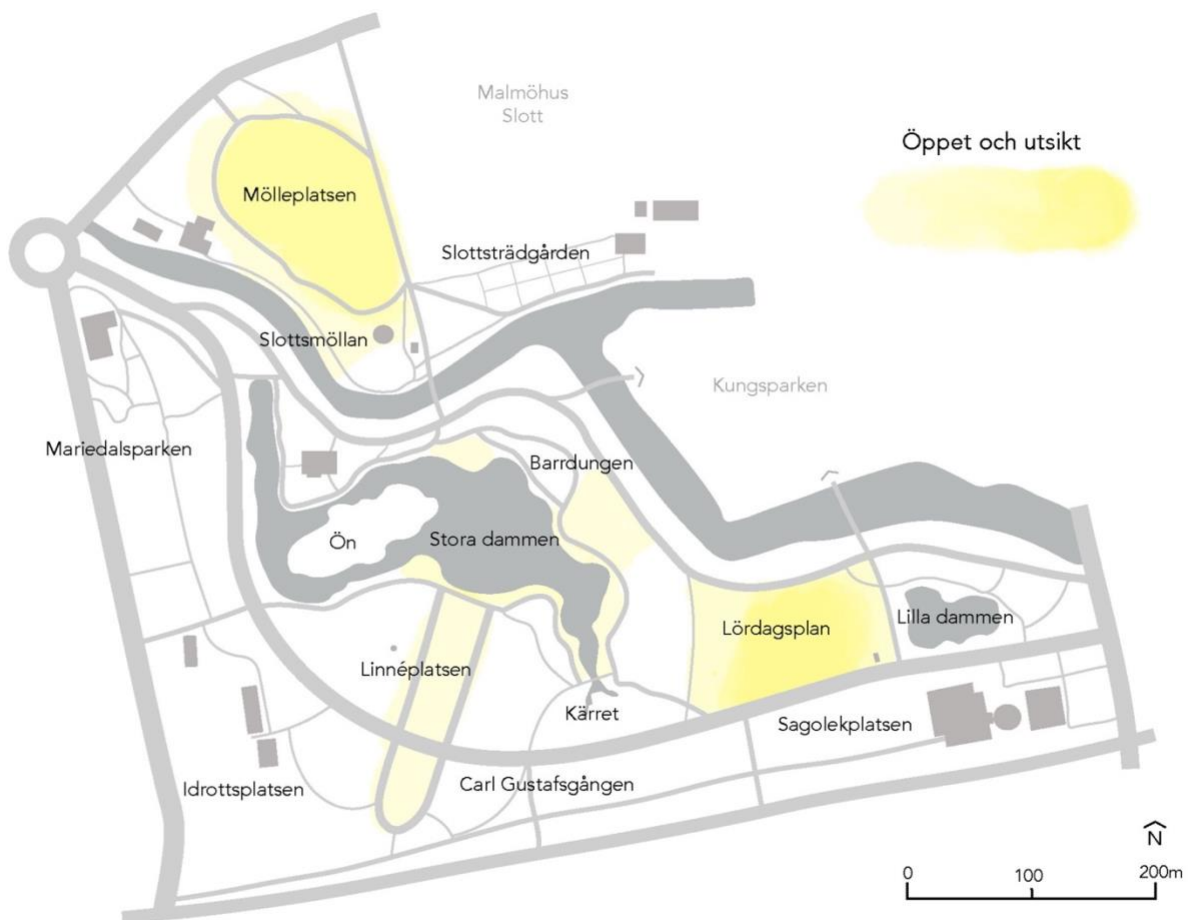 Malmöhus
Slott
Öppet och utsikt
Mölleplatsen
Slottsträdgården
Slottsmöllan
Kungsparken
Mariedalsparken
Barrdungen
Ön
Stora dammen
Lilla dammen
Lördagsplan
Linnéplatsen
Kärret
Sagolekplatsen
Idrottsplatsen
Carl Gustafsgången
N
0 100 200m